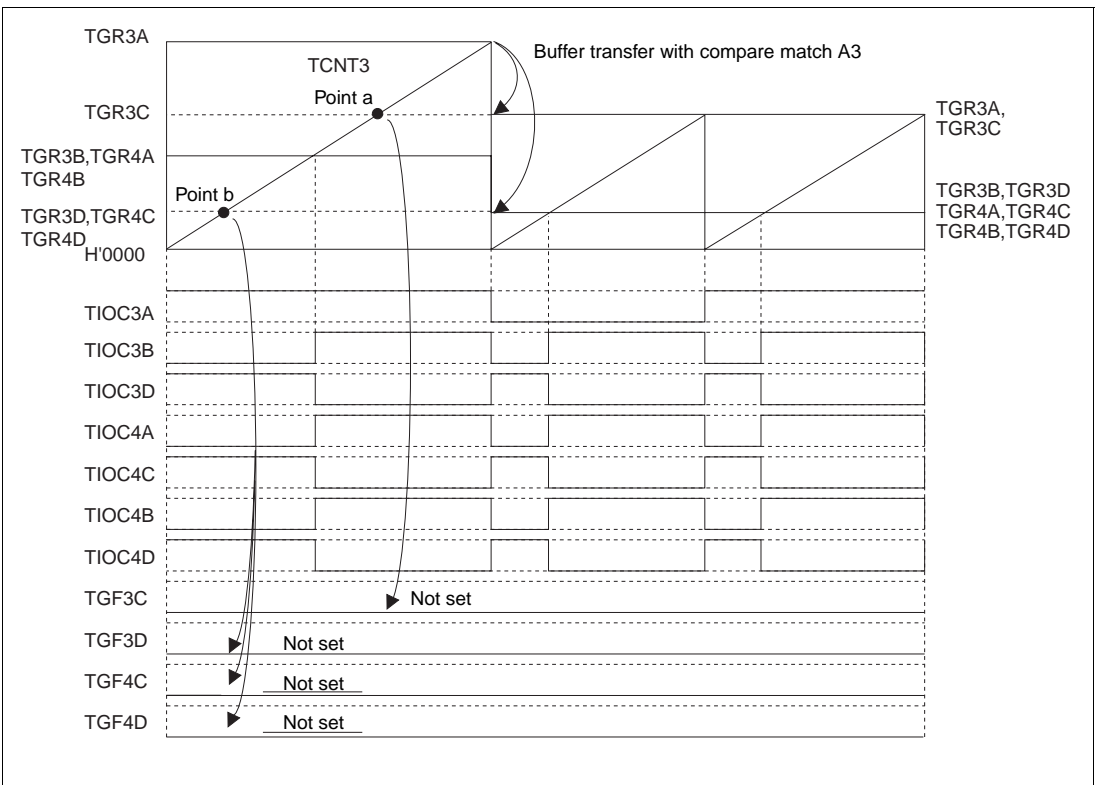 TGR3A
Buffer transfer with compare match A3
TCNT3
Point a
TGR3C
TGR3A,
TGR3C
TGR3B,TGR4A
TGR4B
Point b
TGR3D,TGR4C
TGR4D
H'0000
TGR3B,TGR3D
TGR4A,TGR4C
TGR4B,TGR4D
TIOC3A
TIOC3B
TIOC3D
TIOC4A
TIOC4C
TIOC4B
TIOC4D
TGF3C
Not set
TGF3D
Not set
TGF4C
Not set
TGF4D
Not set